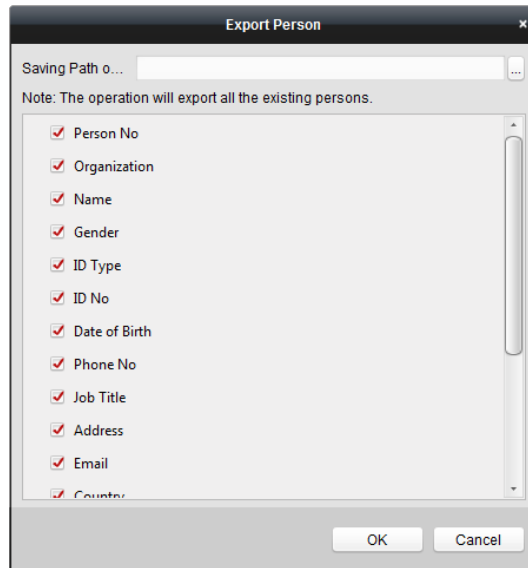 Export Person
×
Saving Path o...
...
Note: The operation will export all the existing persons.
Person No
Organization
Name
Gender
ID Type
ID No
Date of Birth
Phone No
Job Title
Address
Email
Country
OK Cancel